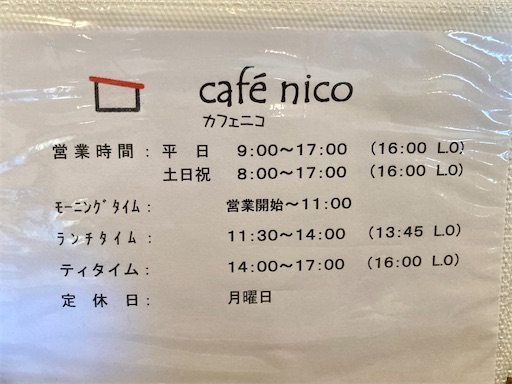 café nico
カフェニコ
営業時間： 平 日 9:00～17:00 （16:00 L.O）
土日祝 8:00～17:00 （16:00 L.O）
ﾓｰﾆﾝｸﾞﾀｲﾑ： 営業開始～11:00
ﾗﾝﾁﾀｲﾑ： 11:30～14:00 （13:45 L.O）
ティタイム： 14:00～17:00 （16:00 L.O）
定 休 日： 月曜日